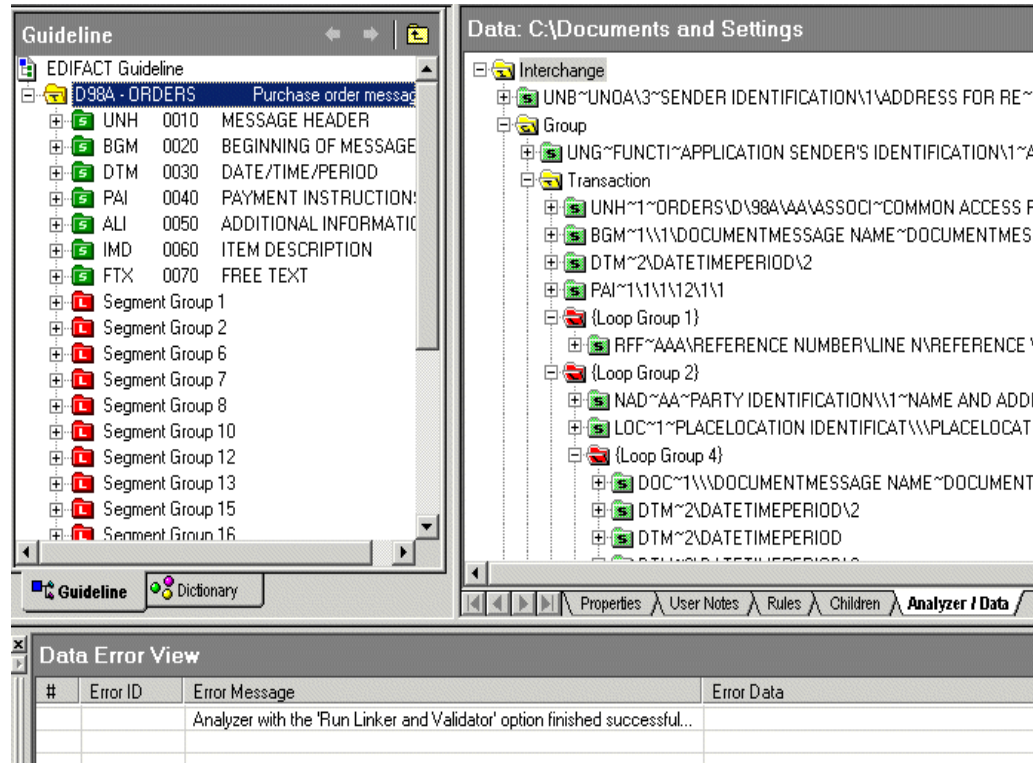 Guideline
EDIFACT Guideline
D98A - ORDERS Purchase order messag
UNH 0010 MESSAGE HEADER
BGM 0020 BEGINNING OF MESSAGE
DTM 0030 DATE/TIME/PERIOD
PAI 0040 PAYMENT INSTRUCTIONS
ALI 0050 ADDITIONAL INFORMATIO
IMD 0060 ITEM DESCRIPTION
FTX 0070 FREE TEXT
Segment Group 1
Segment Group 2
Segment Group 6
Segment Group 7
Segment Group 8
Segment Group 10
Segment Group 12
Segment Group 13
Segment Group 15
Segment Group 16
Guideline Dictionary
Data: C:\Documents and Settings
Interchange
UNB~UNOA\3~SENDER IDENTIFICATION\1\ADDRESS FOR RE~
Group
UNG~FUNCTI~APPLICATION SENDER'S IDENTIFICATION\1~A
Transaction
UNH~1~ORDERS\D\98A\AA\ASSOCI~COMMON ACCESS R
BGM~1\\1\DOCUMENTMESSAGE NAME~DOCUMENTMES
DTM~2\DATETIMEPERIOD\2
PAI~1\1\1\12\1\1
{Loop Group 1}
RFF~AAA\REFERENCE NUMBER\LINE N\REFERENCE V
{Loop Group 2}
NAD~AA~PARTY IDENTIFICATION\\1~NAME AND ADDI
LOC~1~PLACELOCATION IDENTIFICAT\\\PLACELOCAT
{Loop Group 4}
DOC~1\\\DOCUMENTMESSAGE NAME~DOCUMENT
DTM~2\DATETIMEPERIOD\2
DTM~2\DATETIMEPERIOD
Properties User Notes Rules Children Analyzer / Data
Data Error View
# Error ID Error Message Error Data
Analyzer with the 'Run Linker and Validator' option finished successful...